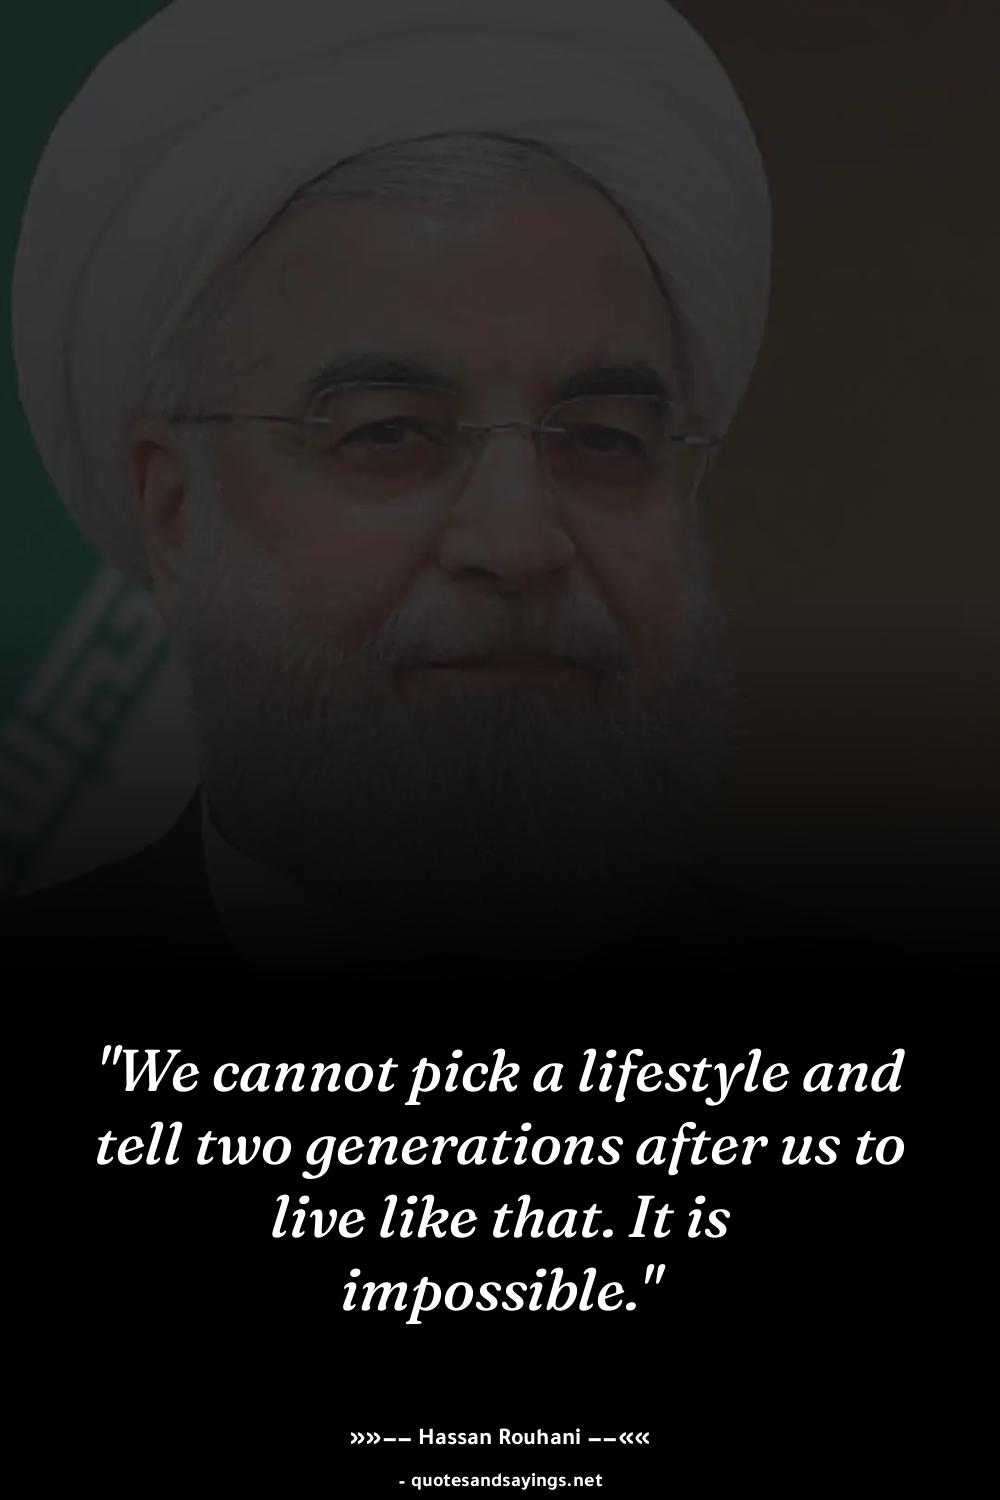 "We cannot pick a lifestyle and
tell two generations after us to
live like that. It is
impossible."
»»–– Hassan Rouhani ––««
- quotesandsayings.net